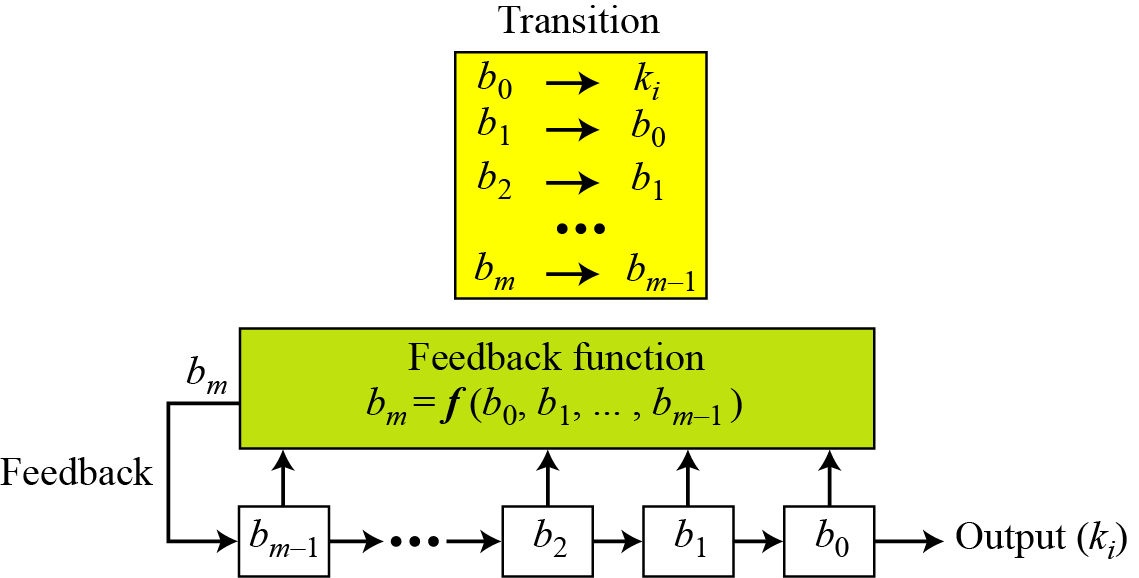 Transition
b₀ → kᵢ
b₁ → b₀
b₂ → b₁
•••
bₘ → bₘ₋₁
Feedback function
bₘ = f (b₀, b₁, ... , bₘ₋₁)
bₘ
Feedback
bₘ₋₁ ••• b₂ b₁ b₀ Output (kᵢ)